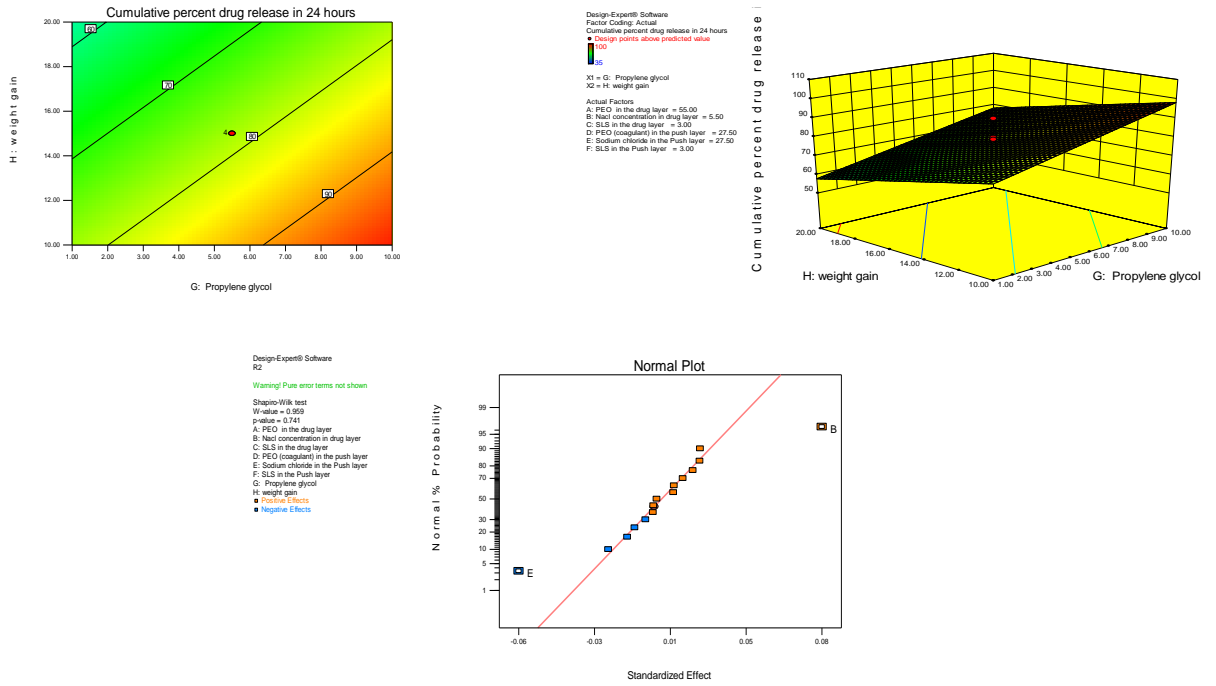 Cumulative percent drug release in 24 hours
20.00
18.00
16.00
14.00
12.00
10.00
H: weight gain
60
70
4
80
90
1.00 2.00 3.00 4.00 5.00 6.00 7.00 8.00 9.00 10.00
G: Propylene glycol
Design-Expert® Software
Factor Coding: Actual
Cumulative percent drug release in 24 hours
Design points above predicted value
100
35
X1 = G: Propylene glycol
X2 = H: weight gain
Actual Factors
A: PEO in the drug layer = 55.00
B: Nacl concentration in drug layer = 5.50
C: SLS in the drug layer = 3.00
D: PEO (coagulant) in the push layer = 27.50
E: Sodium chloride in the Push layer = 27.50
F: SLS in the Push layer = 3.00
Cumulative percent drug release
110
100
90
80
70
60
50
20.00
18.00
16.00
14.00
12.00
10.00
1.00
2.00
3.00
4.00
5.00
6.00
7.00
8.00
9.00
10.00
H: weight gain
G: Propylene glycol
Design-Expert® Software
R2
Warning! Pure error terms not shown
Shapiro-Wilk test
W-value = 0.959
p-value = 0.741
A: PEO in the drug layer
B: Nacl concentration in drug layer
C: SLS in the drug layer
D: PEO (coagulant) in the push layer
E: Sodium chloride in the Push layer
F: SLS in the Push layer
G: Propylene glycol
H: weight gain
Positive Effects
Negative Effects
Normal Plot
Normal % Probability
99
95
90
80
70
50
30
20
10
5
1
B
E
-0.06 -0.03 0.01 0.05 0.08
Standardized Effect